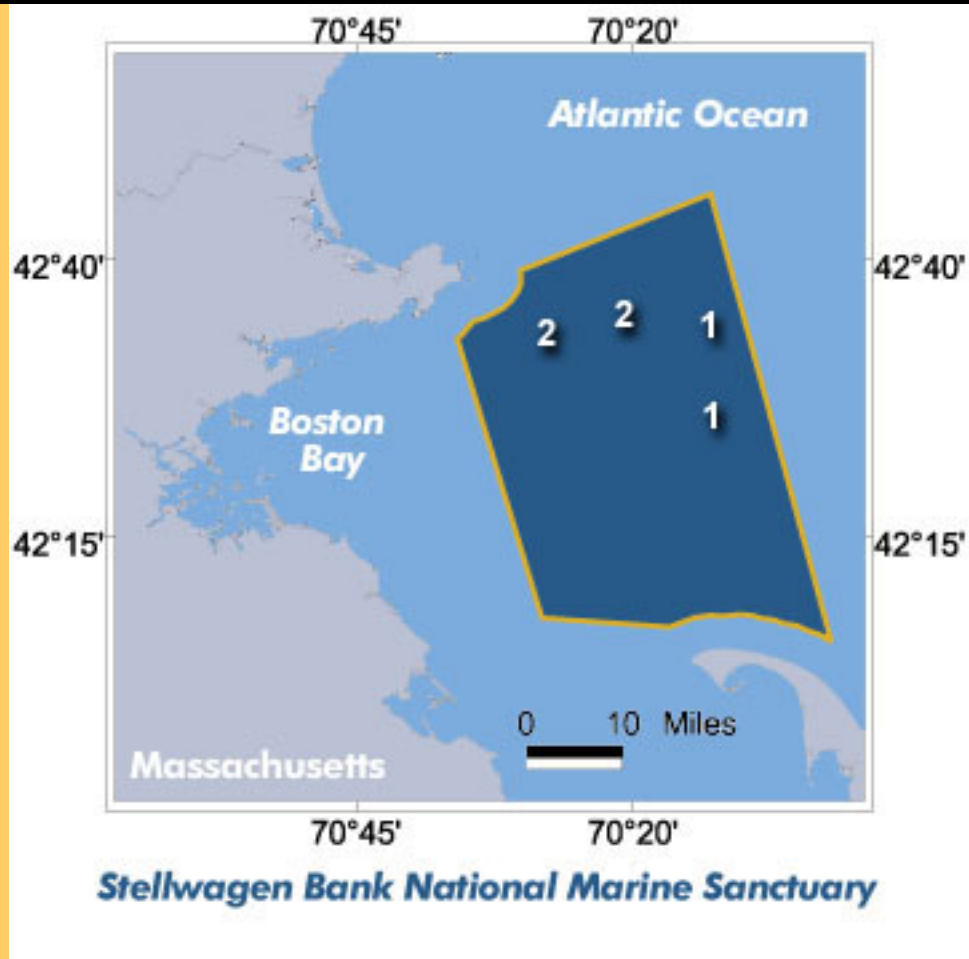 70°45' 70°20'
Atlantic Ocean
42°40' 42°40'
2 2 1
1
Boston
Bay
42°15' 42°15'
0 10 Miles
Massachusetts
70°45' 70°20'
Stellwagen Bank National Marine Sanctuary